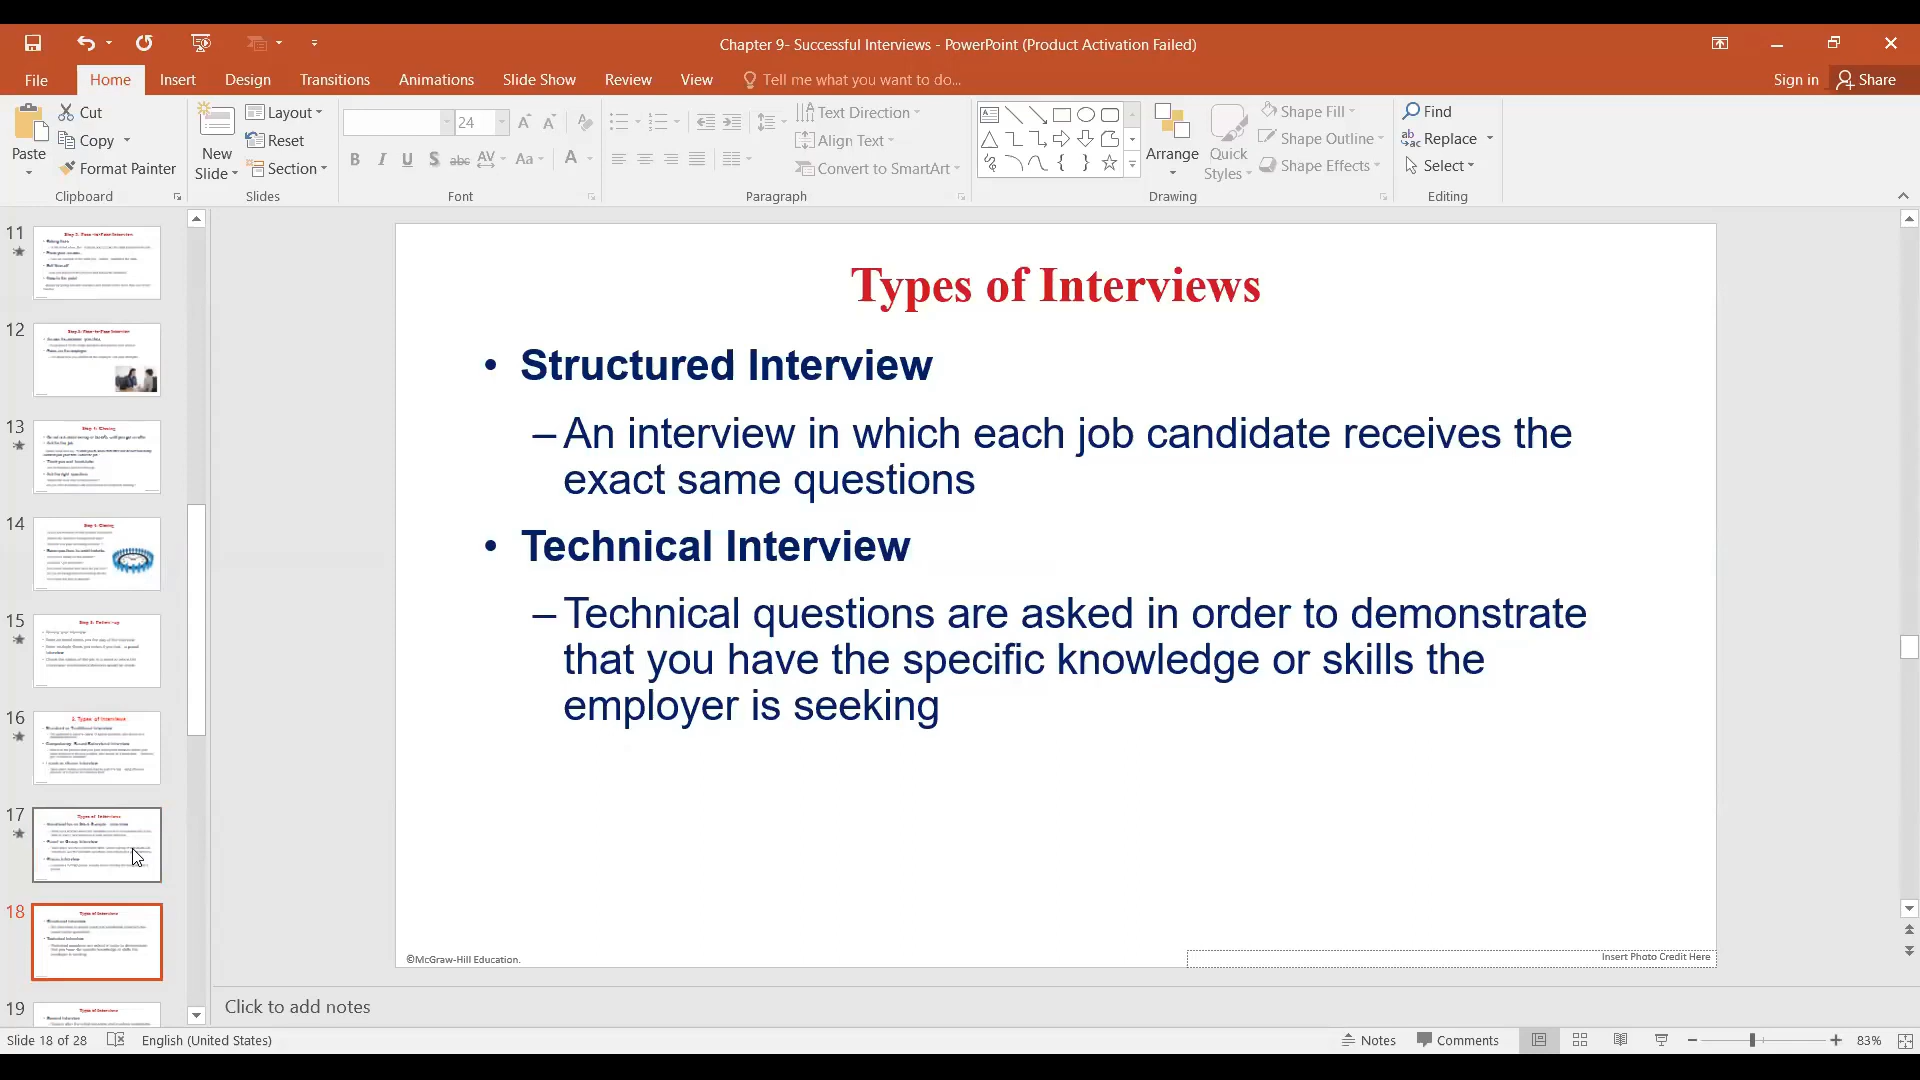 Chapter 9- Successful Interviews - PowerPoint (Product Activation Failed)
File Home Insert Design Transitions Animations Slide Show Review View Tell me what you want to do... Sign in Share
Paste
Cut
Copy
Format Painter
Clipboard
New Slide
Layout
Reset
Section
Slides
24
B I U S abc AV Aa A
Font
Text Direction
Align Text
Convert to SmartArt
Paragraph
Arrange
Quick Styles
Shape Fill
Shape Outline
Shape Effects
Drawing
Find
Replace
Select
Editing
11
12
13
14
15
16
17
18
19
Types of Interviews
• Structured Interview
– An interview in which each job candidate receives the
exact same questions
• Technical Interview
– Technical questions are asked in order to demonstrate
that you have the specific knowledge or skills the
employer is seeking
©McGraw-Hill Education.
Insert Photo Credit Here
Click to add notes
Slide 18 of 28 English (United States) Notes Comments 83%